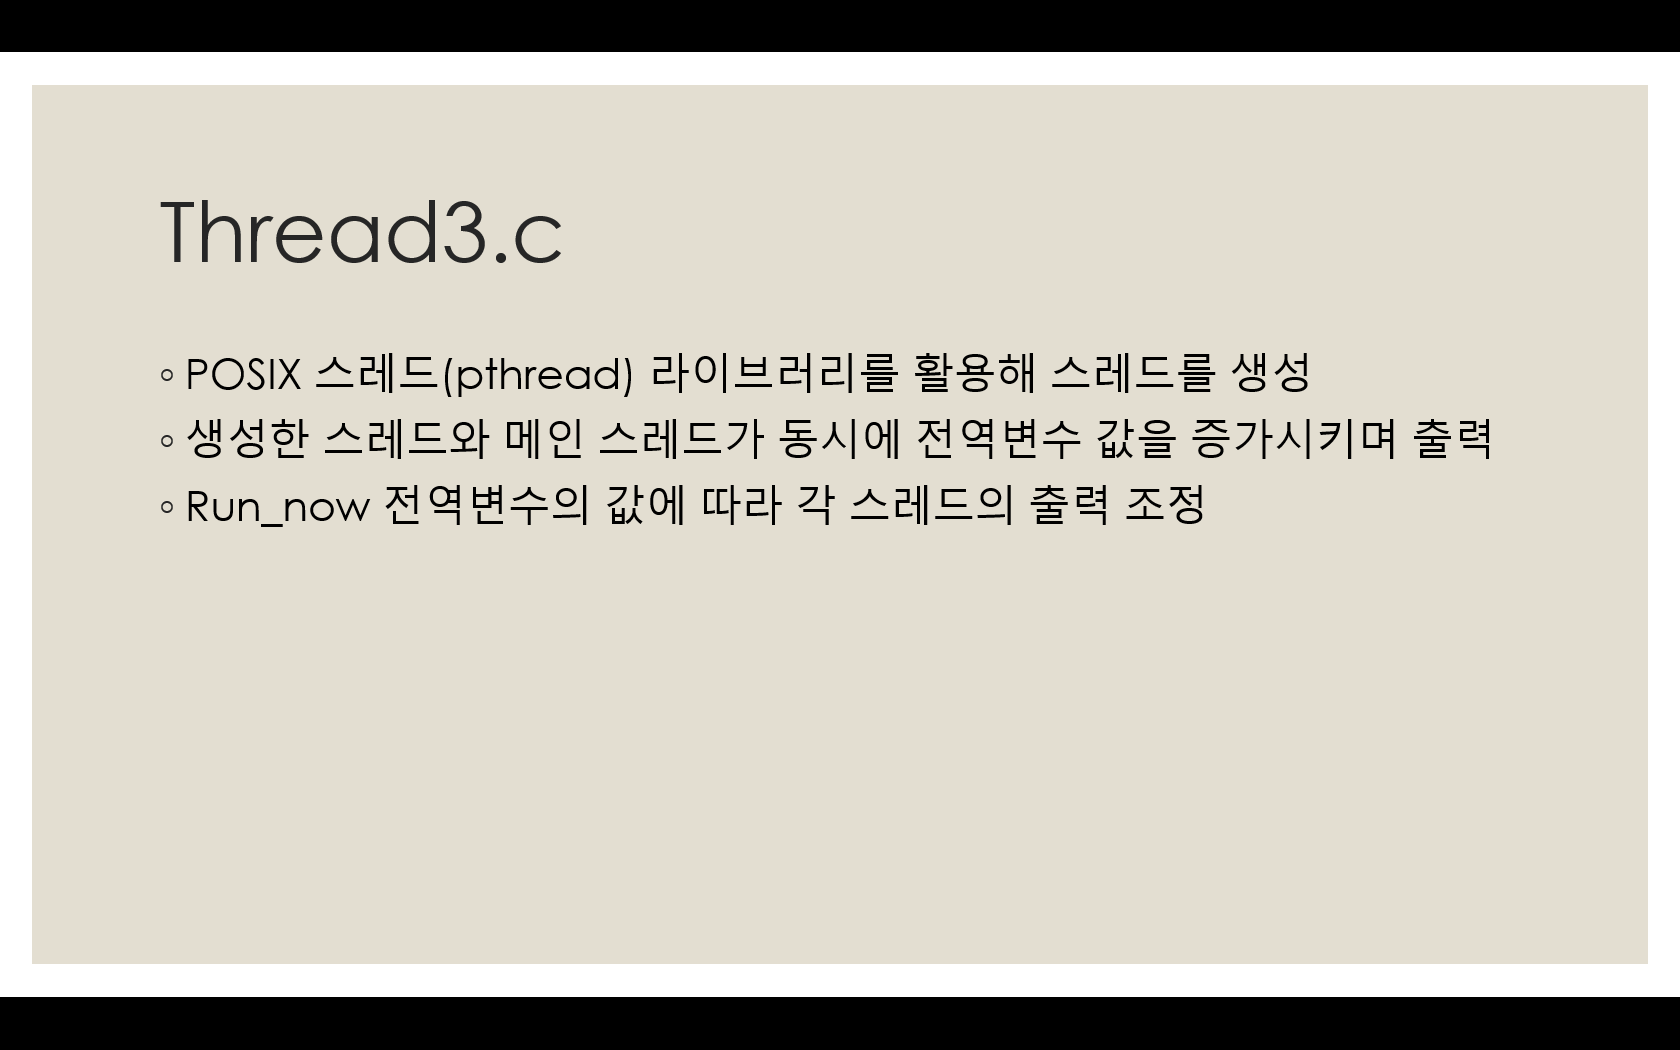 Thread3.c
◦ POSIX 스레드(pthread) 라이브러리를 활용해 스레드를 생성
◦ 생성한 스레드와 메인 스레드가 동시에 전역변수 값을 증가시키며 출력
◦ Run_now 전역변수의 값에 따라 각 스레드의 출력 조정